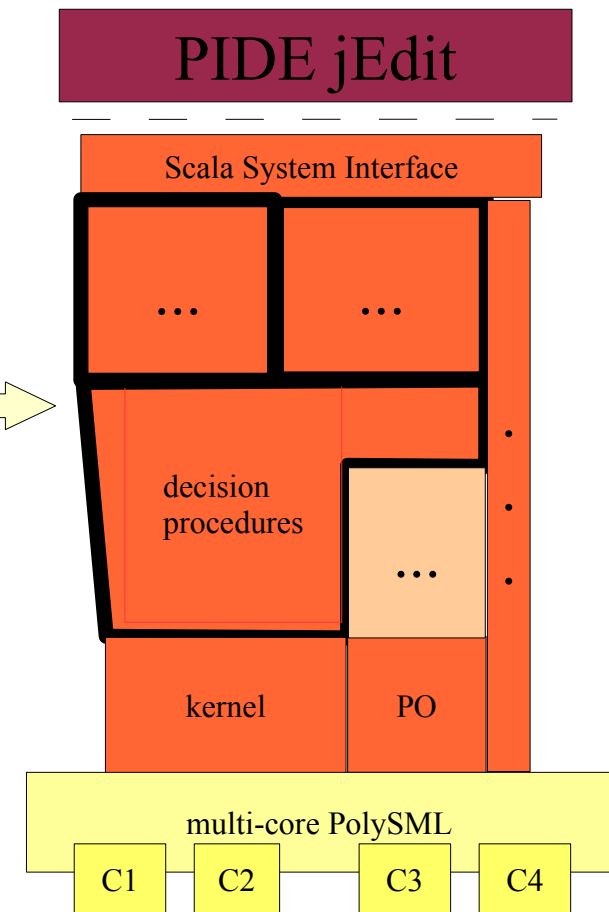 PIDE jEdit
Scala System Interface
... ...
decision
procedures
...
kernel PO
multi-core PolySML
C1 C2 C3 C4